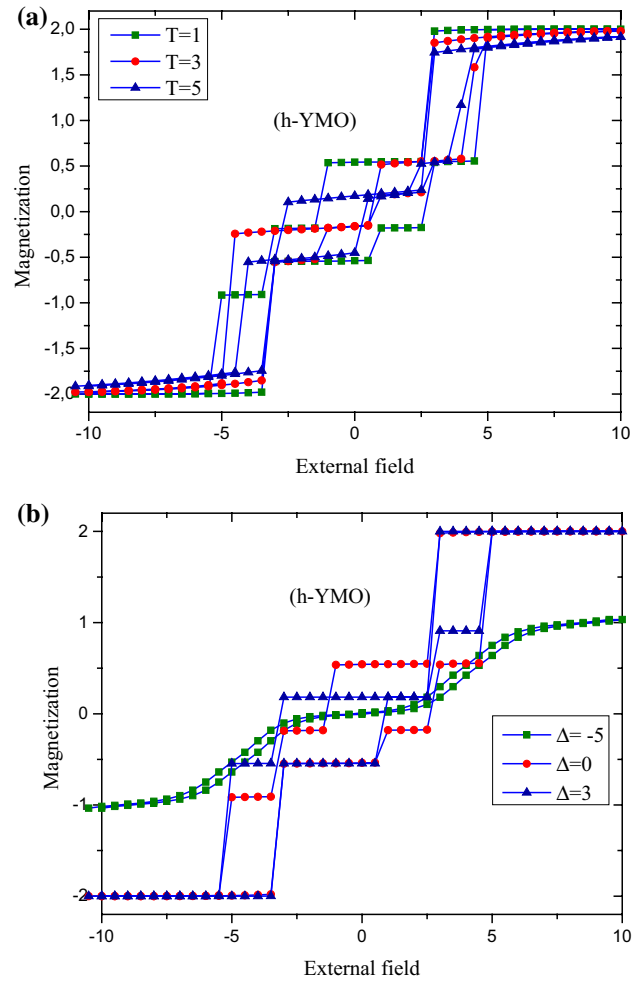 (a)
2,0
1,5
1,0
0,5
0,0
-0,5
-1,0
-1,5
-2,0
Magnetization
T=1
T=3
T=5
(h-YMO)
-10 -5 0 5 10
External field
(b)
2
1
0
-1
-2
Magnetization
(h-YMO)
Δ= -5
Δ=0
Δ=3
-10 -5 0 5 10
External field